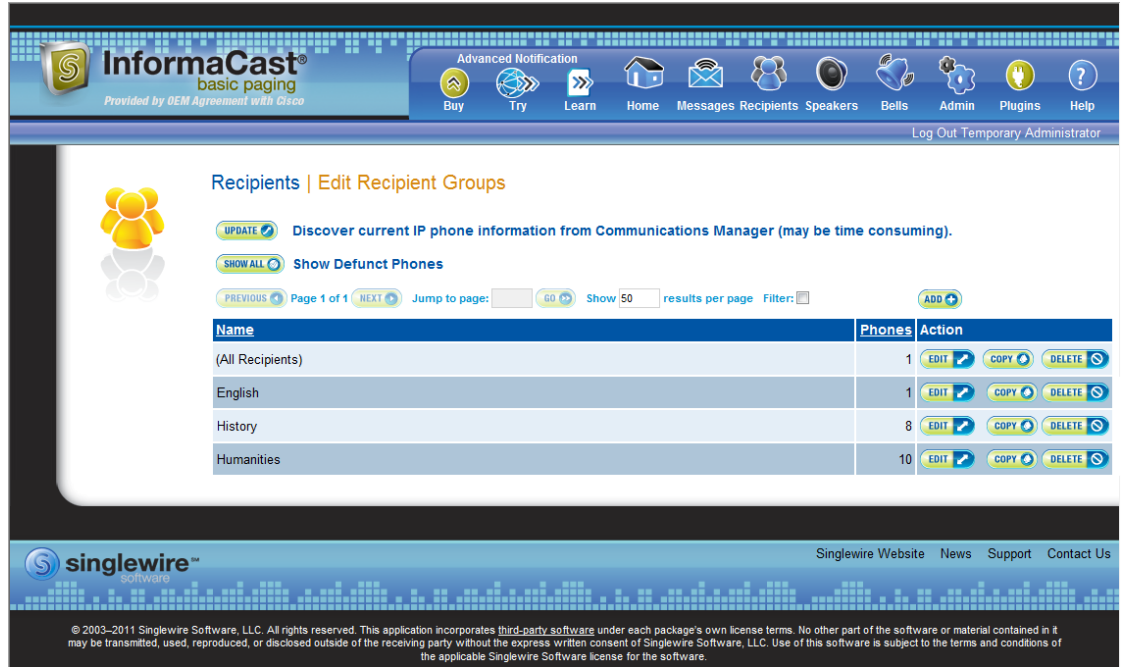 InformaCast®
basic paging
Provided by OEM Agreement with Cisco
Advanced Notification
Buy Try Learn Home Messages Recipients Speakers Bells Admin Plugins Help
Log Out Temporary Administrator
Recipients | Edit Recipient Groups
UPDATE Discover current IP phone information from Communications Manager (may be time consuming).
SHOW ALL Show Defunct Phones
PREVIOUS Page 1 of 1 NEXT Jump to page: GO Show 50 results per page Filter: ADD
Name Phones Action
(All Recipients) 1 EDIT COPY DELETE
English 1 EDIT COPY DELETE
History 8 EDIT COPY DELETE
Humanities 10 EDIT COPY DELETE
singlewire℠
software
Singlewire Website News Support Contact Us
© 2003–2011 Singlewire Software, LLC. All rights reserved. This application incorporates third-party software under each package's own license terms. No other part of the software or material contained in it
may be transmitted, used, reproduced, or disclosed outside of the receiving party without the express written consent of Singlewire Software, LLC. Use of this software is subject to the terms and conditions of
the applicable Singlewire Software license for the software.